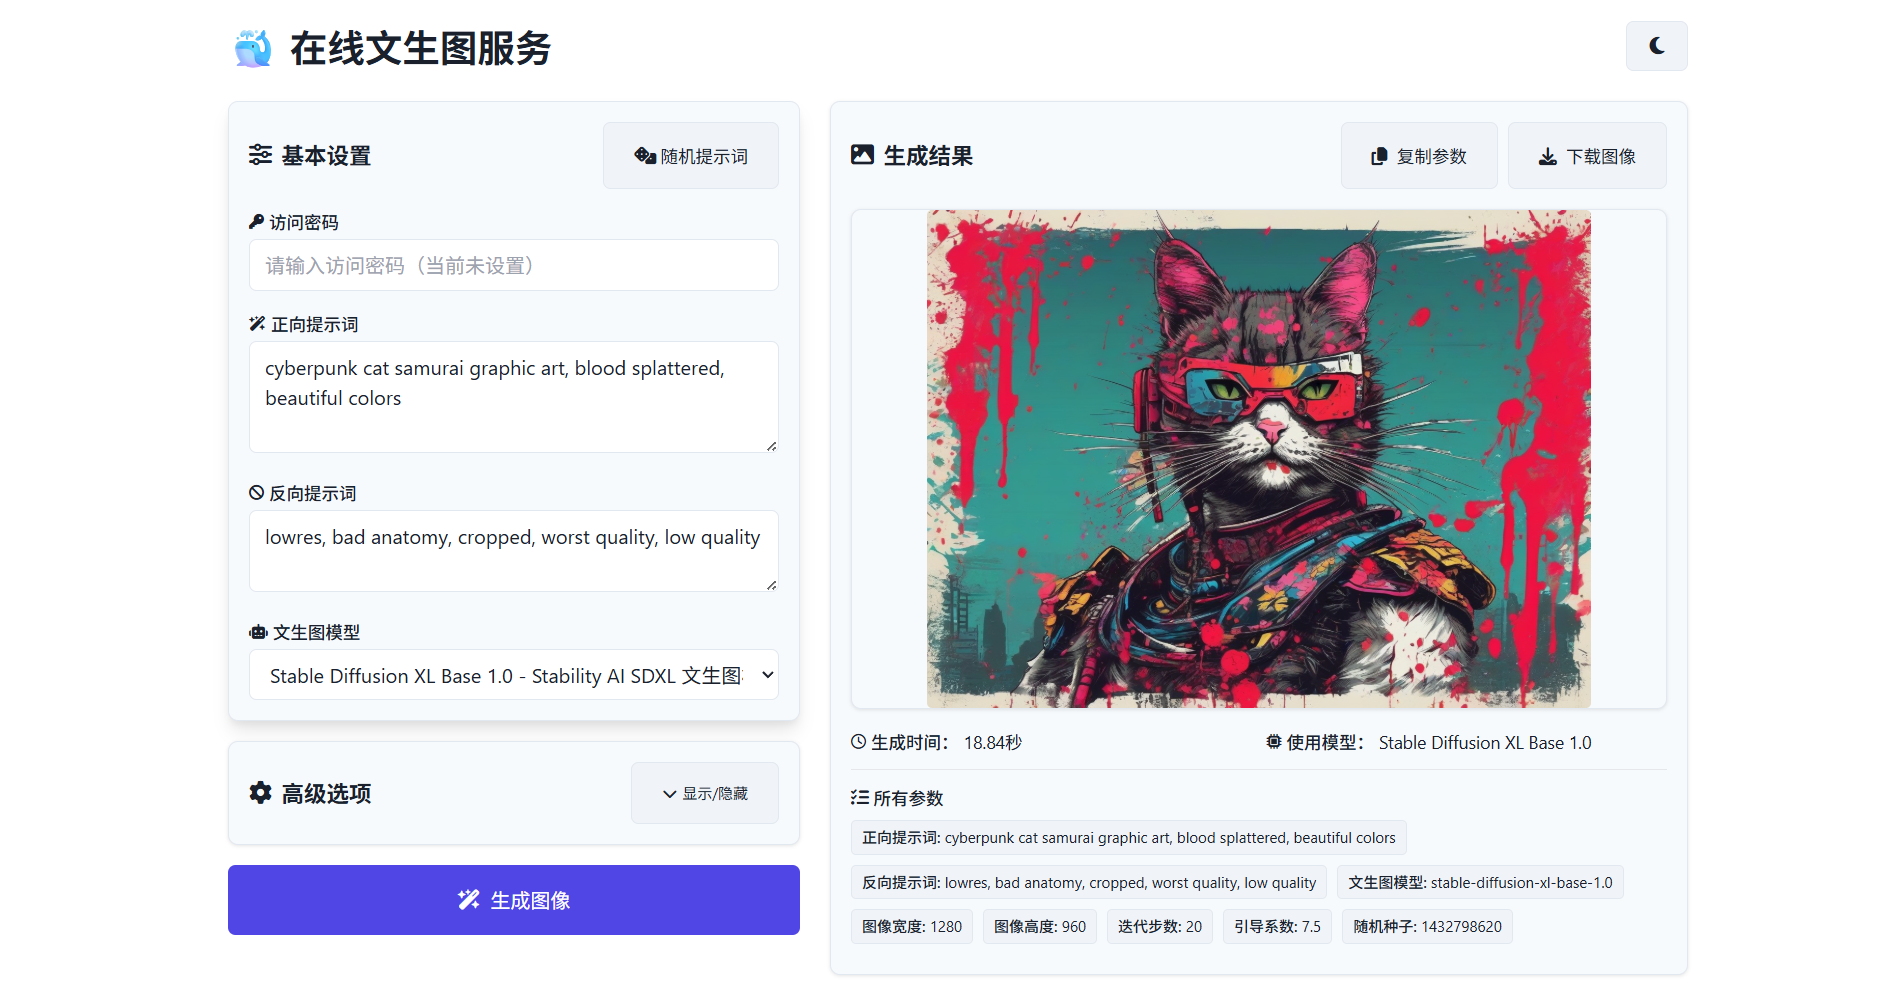 在线文生图服务
基本设置
随机提示词
访问密码
请输入访问密码（当前未设置）
正向提示词
cyberpunk cat samurai graphic art, blood splattered,
beautiful colors
反向提示词
lowres, bad anatomy, cropped, worst quality, low quality
文生图模型
Stable Diffusion XL Base 1.0 - Stability AI SDXL 文生图
高级选项
显示/隐藏
生成图像
生成结果
复制参数
下载图像
生成时间： 18.84秒
使用模型： Stable Diffusion XL Base 1.0
所有参数
正向提示词: cyberpunk cat samurai graphic art, blood splattered, beautiful colors
反向提示词: lowres, bad anatomy, cropped, worst quality, low quality
文生图模型: stable-diffusion-xl-base-1.0
图像宽度: 1280
图像高度: 960
迭代步数: 20
引导系数: 7.5
随机种子: 1432798620